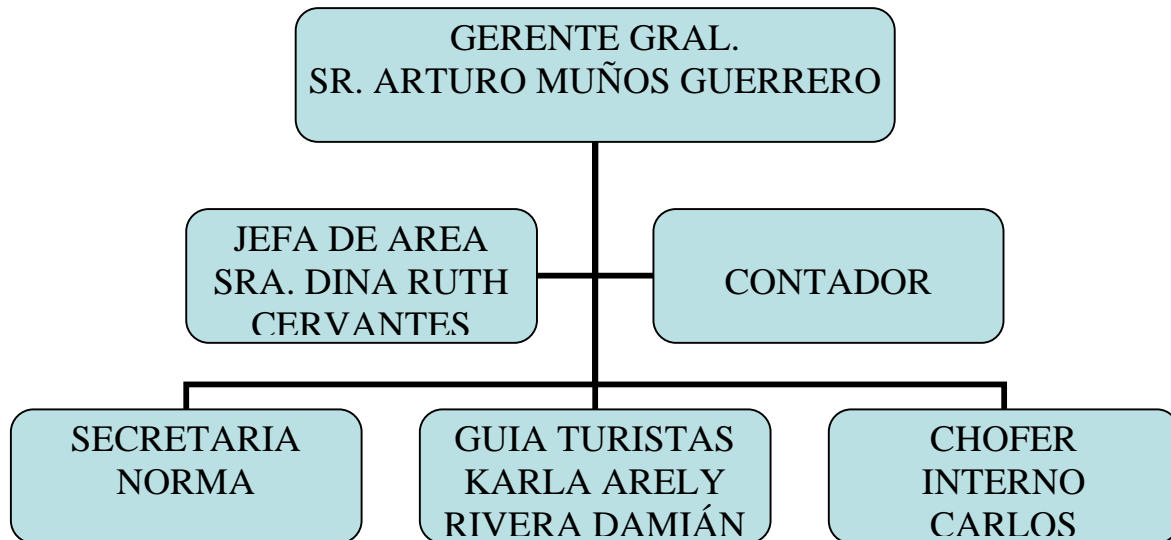 GERENTE GRAL.
SR. ARTURO MUÑOS GUERRERO
JEFA DE AREA
SRA. DINA RUTH
CERVANTES
CONTADOR
SECRETARIA
NORMA
GUIA TURISTAS
KARLA ARELY
RIVERA DAMIÁN
CHOFER
INTERNO
CARLOS